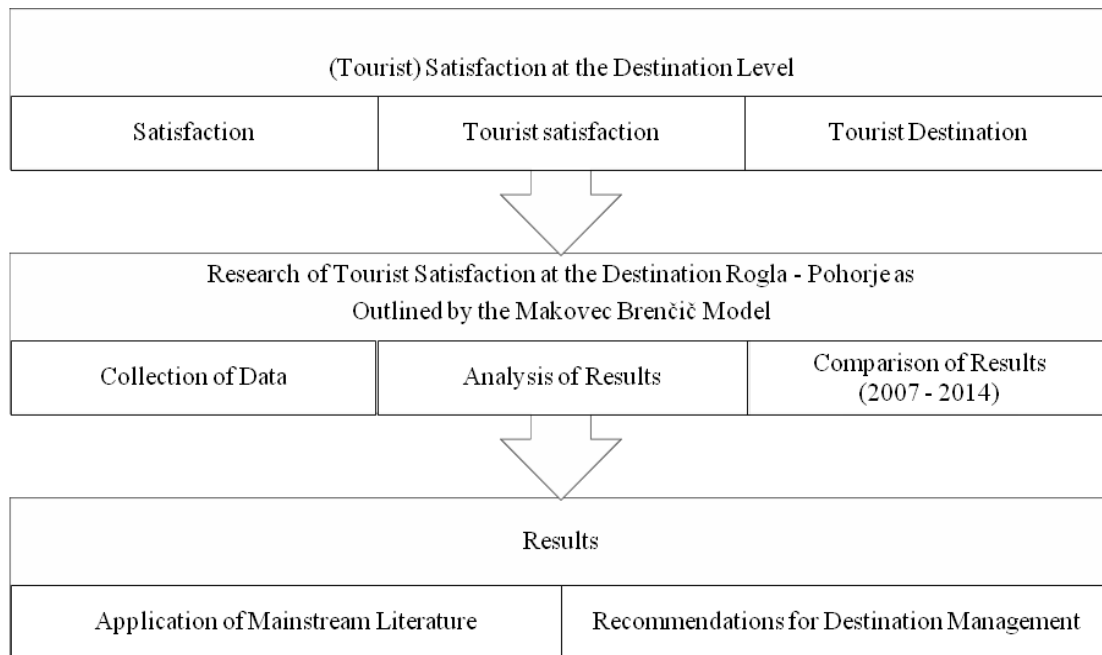 (Tourist) Satisfaction at the Destination Level
Satisfaction
Tourist satisfaction
Tourist Destination
Research of Tourist Satisfaction at the Destination Rogla - Pohorje as
Outlined by the Makovec Brenčič Model
Collection of Data
Analysis of Results
Comparison of Results
(2007 - 2014)
Results
Application of Mainstream Literature
Recommendations for Destination Management